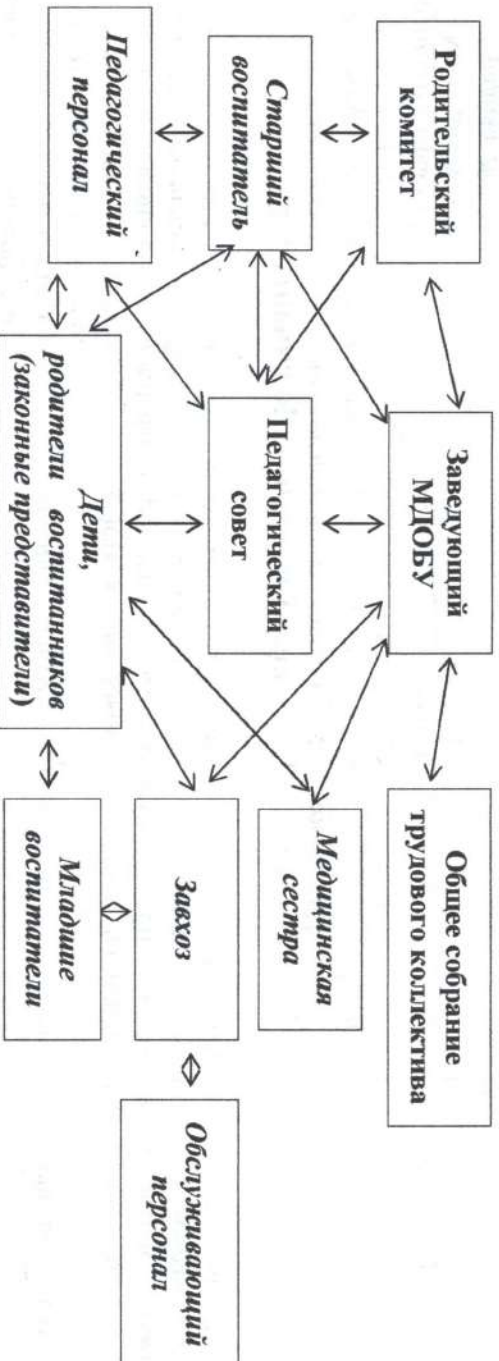 Родительский
комитет
Заведующий
МДОБУ
Общее собрание
трудового коллектива
Старший
воспитатель
Педагогический
совет
Медицинская
сестра
Завхоз
Обслуживающий
персонал
Педагогический
персонал
Дети,
родители воспитанников
(законные представители)
Младшие
воспитатели